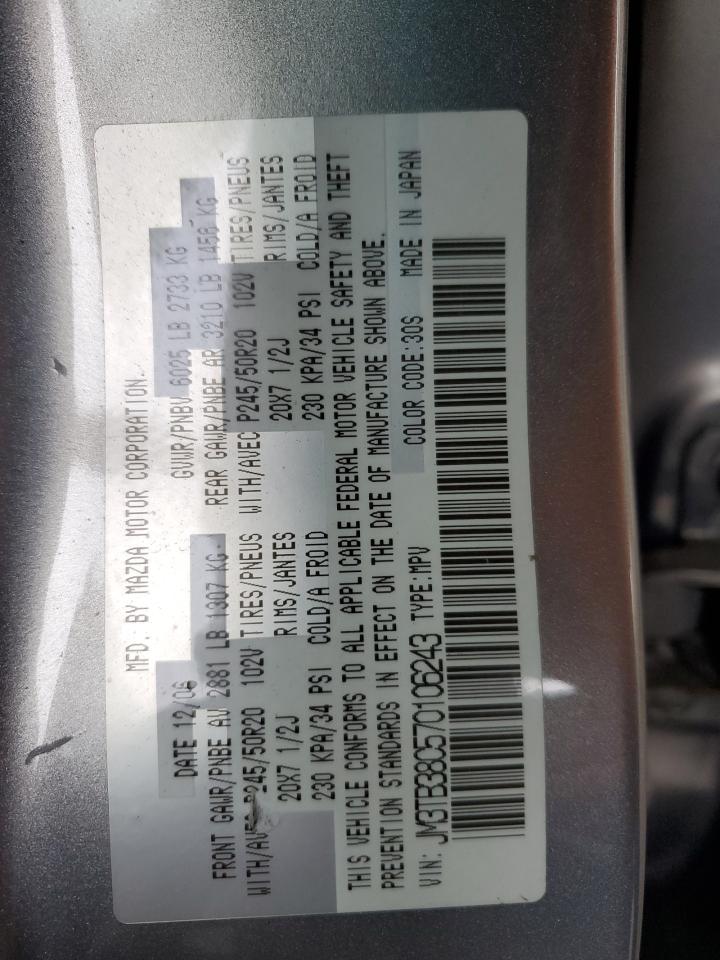 MFD. BY MAZDA MOTOR CORPORATION.
DATE 12/06 GVWR/PNBV 6025 LB 2733 KG
FRONT GAWR/PNBE AV 2881 LB 1307 KG REAR GAWR/PNBE AR 3210 LB 1456 KG
WITH/AVEC P245/50R20 102V TIRES/PNEUS WITH/AVEC P245/50R20 102V TIRES/PNEUS
20X7 1/2J RIMS/JANTES 20X7 1/2J RIMS/JANTES
230 KPA/34 PSI COLD/A FROID 230 KPA/34 PSI COLD/A FROID
THIS VEHICLE CONFORMS TO ALL APPLICABLE FEDERAL MOTOR VEHICLE SAFETY AND THEFT
PREVENTION STANDARDS IN EFFECT ON THE DATE OF MANUFACTURE SHOWN ABOVE.
VIN: JM3TB38C570106243 TYPE:MPV COLOR CODE:30S MADE IN JAPAN